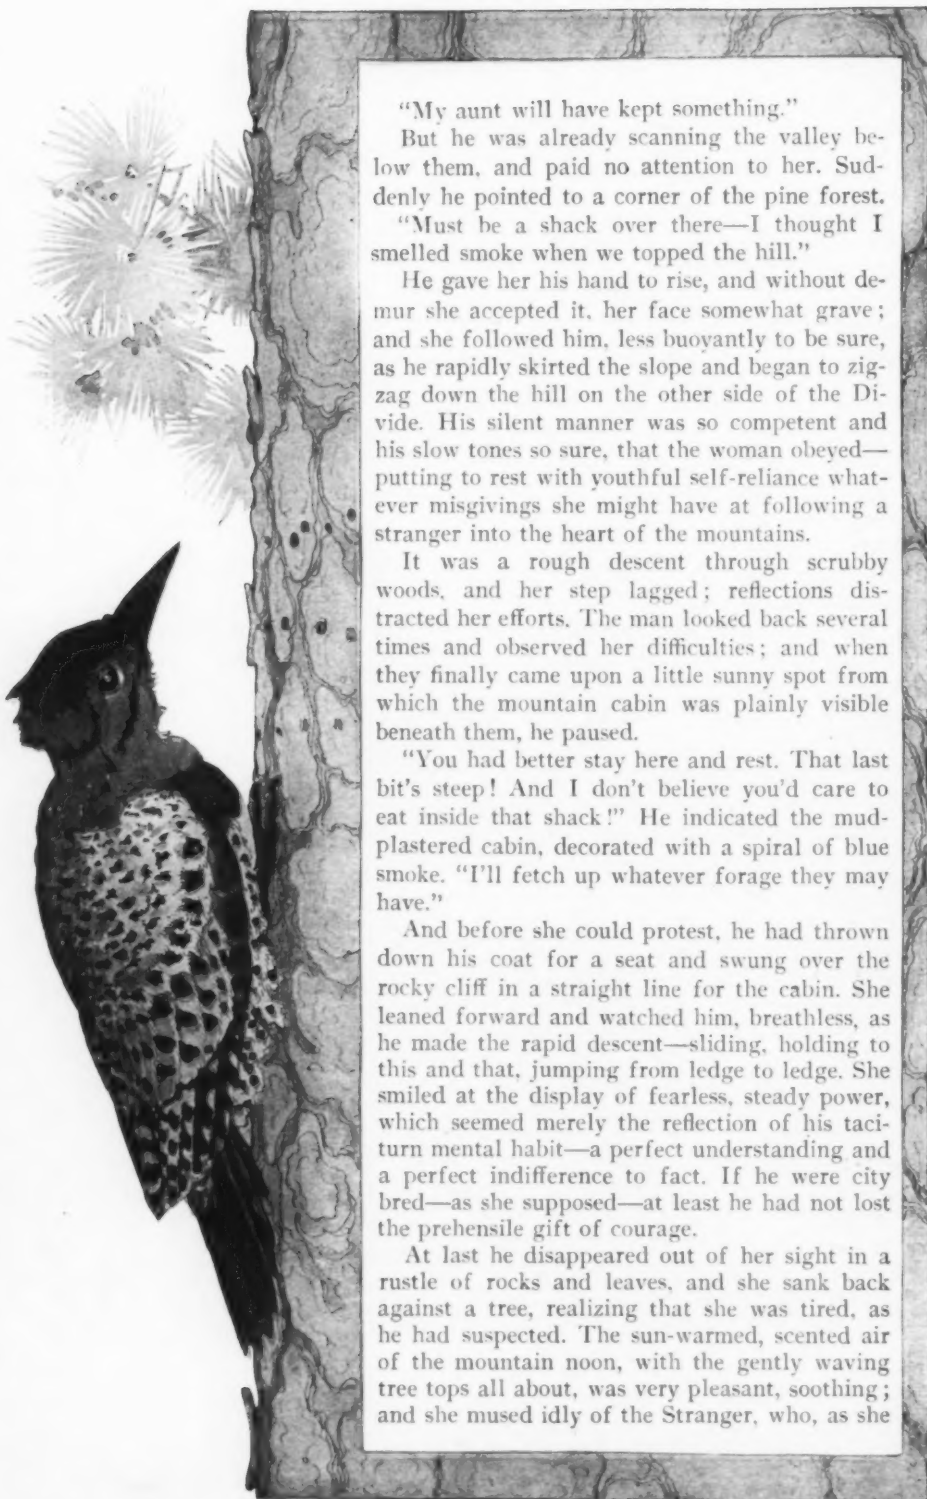 "My aunt will have kept something."
But he was already scanning the valley be-
low them, and paid no attention to her. Sud-
denly he pointed to a corner of the pine forest.
"Must be a shack over there—I thought I
smelled smoke when we topped the hill."
He gave her his hand to rise, and without de-
mur she accepted it, her face somewhat grave;
and she followed him, less buoyantly to be sure,
as he rapidly skirted the slope and began to zig-
zag down the hill on the other side of the Di-
vide. His silent manner was so competent and
his slow tones so sure, that the woman obeyed—
putting to rest with youthful self-reliance what-
ever misgivings she might have at following a
stranger into the heart of the mountains.
It was a rough descent through scrubby
woods, and her step lagged; reflections dis-
tracted her efforts. The man looked back several
times and observed her difficulties; and when
they finally came upon a little sunny spot from
which the mountain cabin was plainly visible
beneath them, he paused.
"You had better stay here and rest. That last
bit's steep! And I don't believe you'd care to
eat inside that shack!" He indicated the mud-
plastered cabin, decorated with a spiral of blue
smoke. "I'll fetch up whatever forage they may
have."
And before she could protest, he had thrown
down his coat for a seat and swung over the
rocky cliff in a straight line for the cabin. She
leaned forward and watched him, breathless, as
he made the rapid descent—sliding, holding to
this and that, jumping from ledge to ledge. She
smiled at the display of fearless, steady power,
which seemed merely the reflection of his taci-
turn mental habit—a perfect understanding and
a perfect indifference to fact. If he were city
bred—as she supposed—at least he had not lost
the prehensile gift of courage.
At last he disappeared out of her sight in a
rustle of rocks and leaves, and she sank back
against a tree, realizing that she was tired, as
he had suspected. The sun-warmed, scented air
of the mountain noon, with the gently waving
tree tops all about, was very pleasant, soothing;
and she mused idly of the Stranger, who, as she